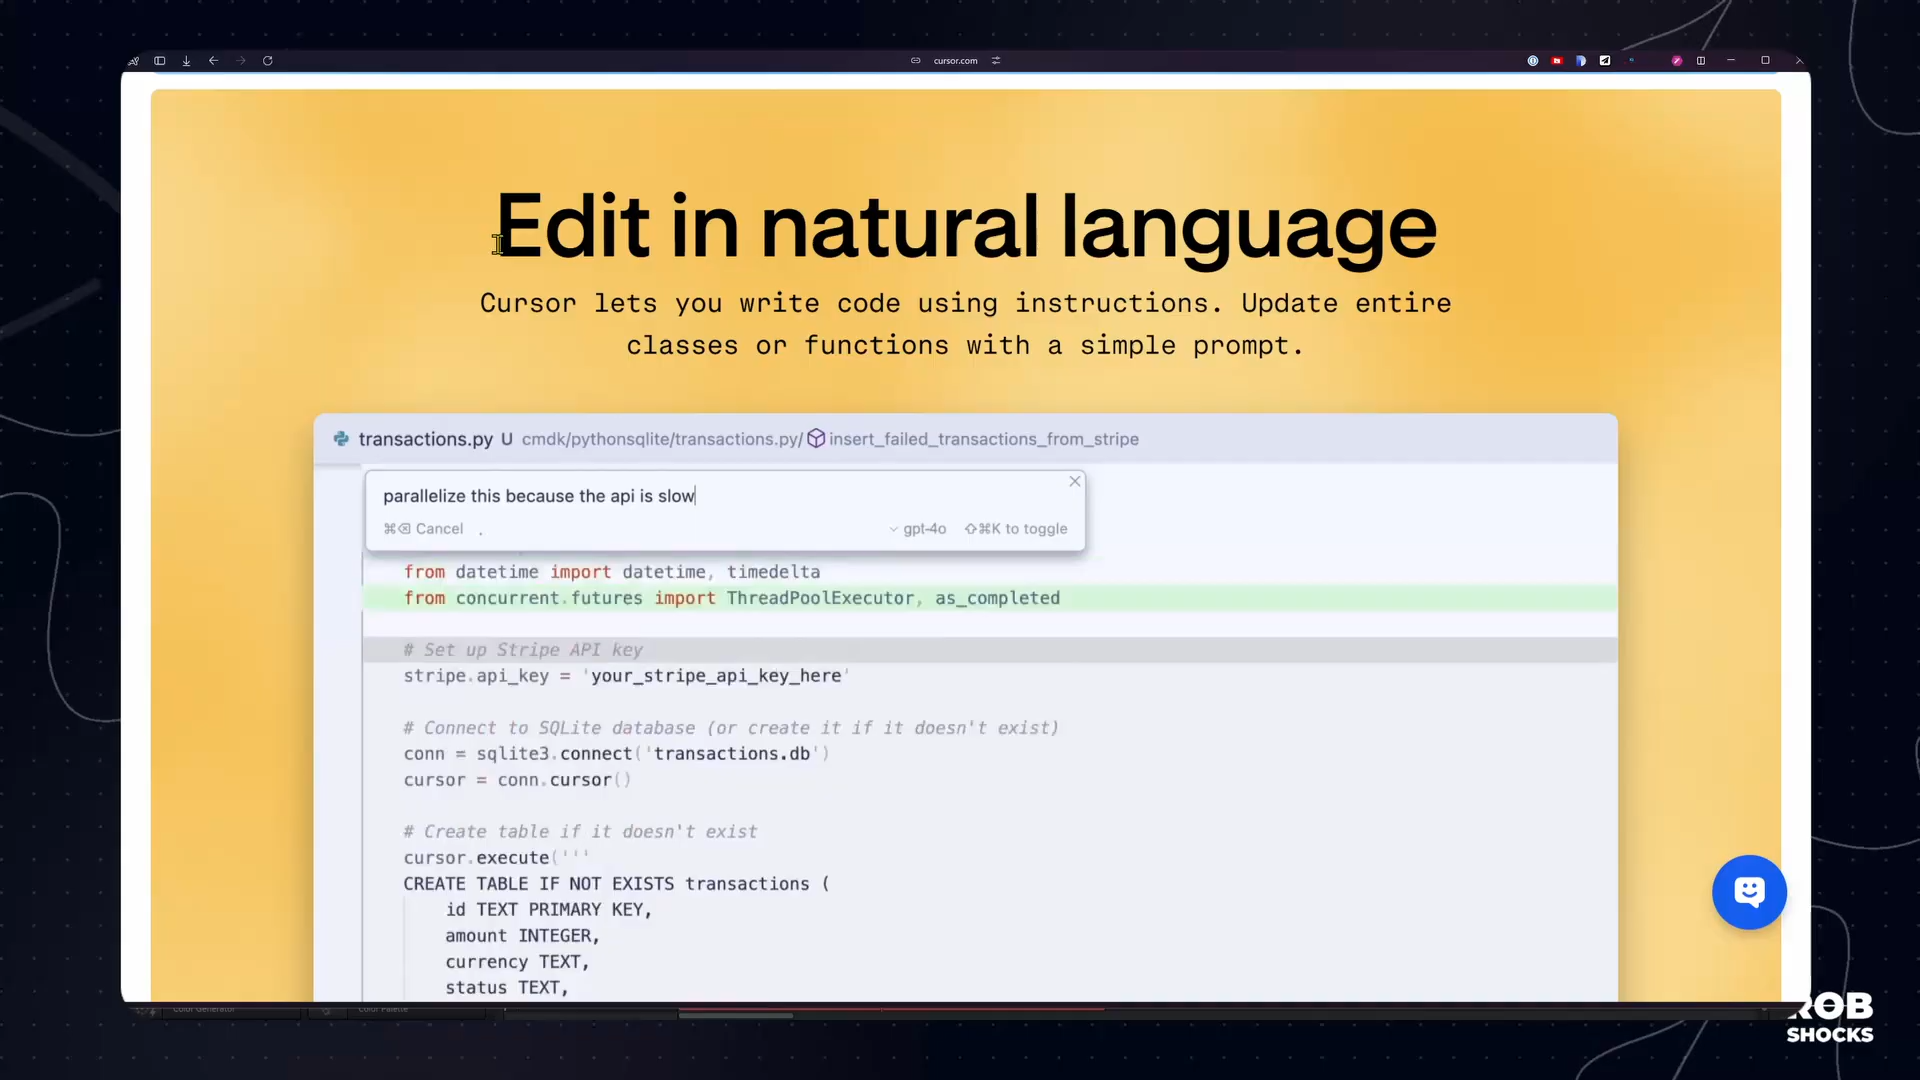 cursor.com
Edit in natural language
Cursor lets you write code using instructions. Update entire
classes or functions with a simple prompt.
transactions.py U cmdk/pythonsqlite/transactions.py/ insert_failed_transactions_from_stripe
parallelize this because the api is slow
⌘⌫ Cancel . gpt-4o ⇧⌘K to toggle
from datetime import datetime, timedelta
from concurrent.futures import ThreadPoolExecutor, as_completed
# Set up Stripe API key
stripe.api_key = 'your_stripe_api_key_here'
# Connect to SQLite database (or create it if it doesn't exist)
conn = sqlite3.connect('transactions.db')
cursor = conn.cursor()
# Create table if it doesn't exist
cursor.execute('''
CREATE TABLE IF NOT EXISTS transactions (
id TEXT PRIMARY KEY,
amount INTEGER,
currency TEXT,
status TEXT,
Color Generator Color Palette
ROB
SHOCKS